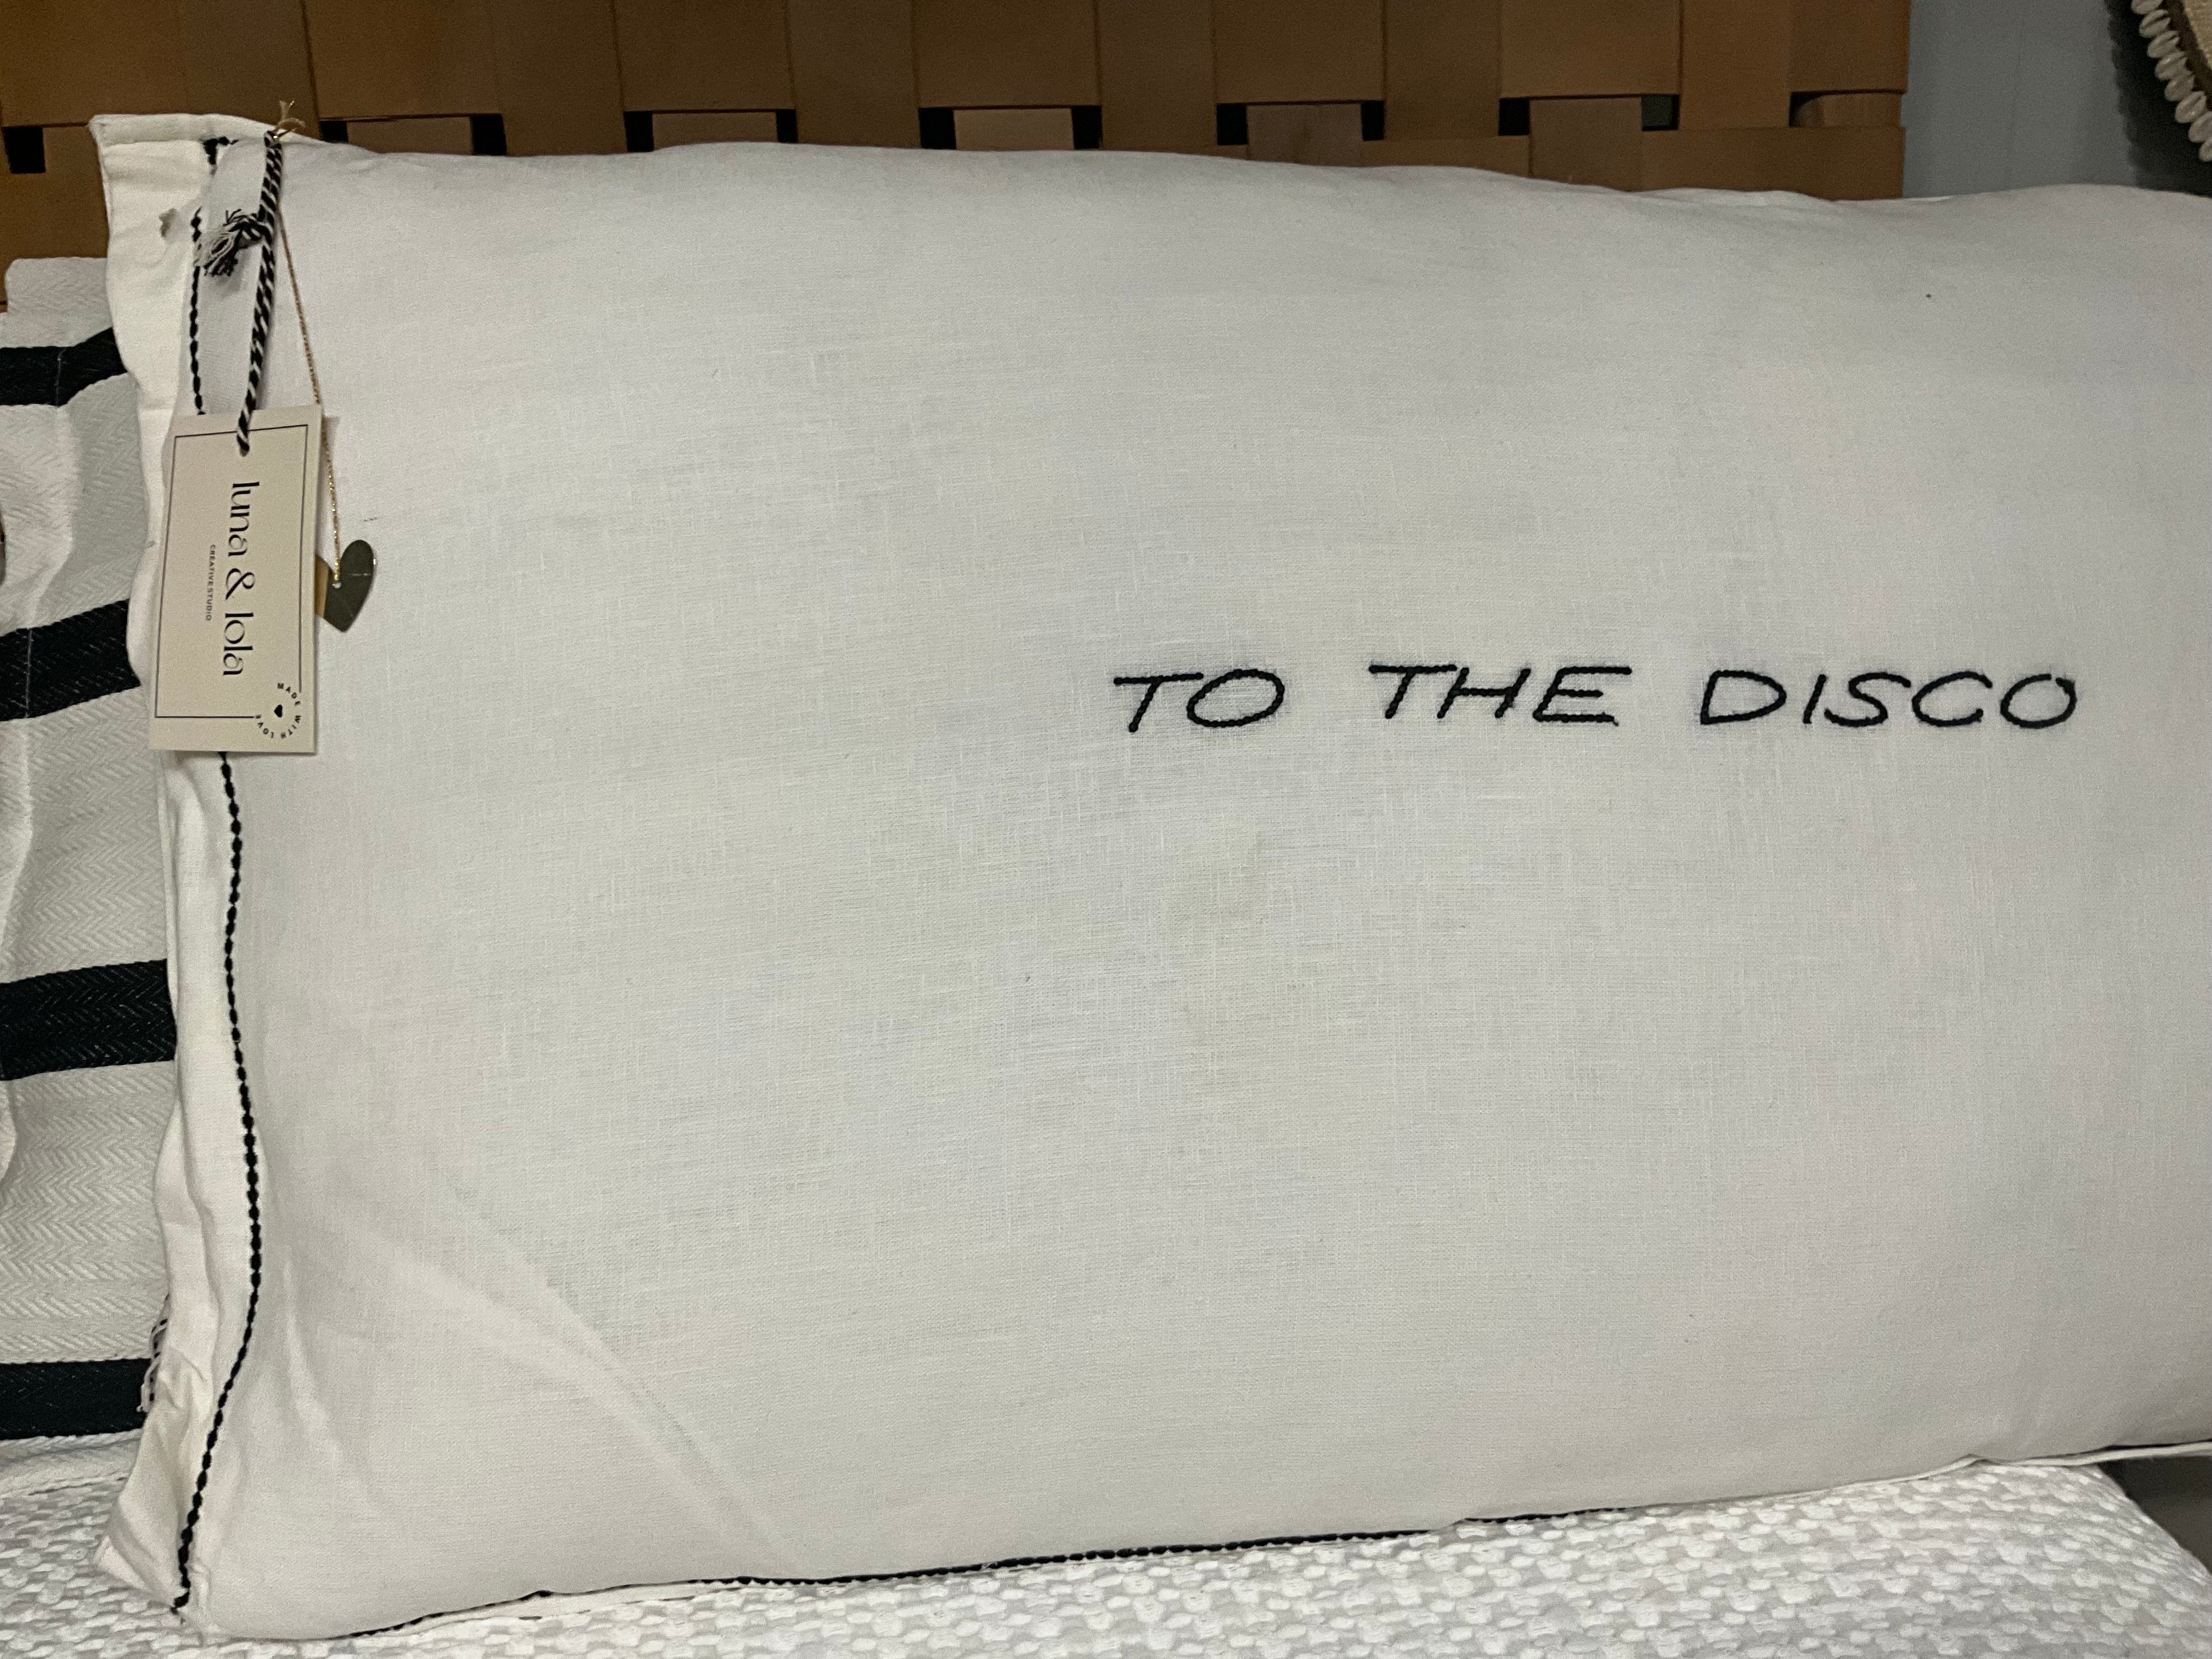 TO THE DISCO
luna & lola
CREATIVE STUDIO
MADE WITH LOVE